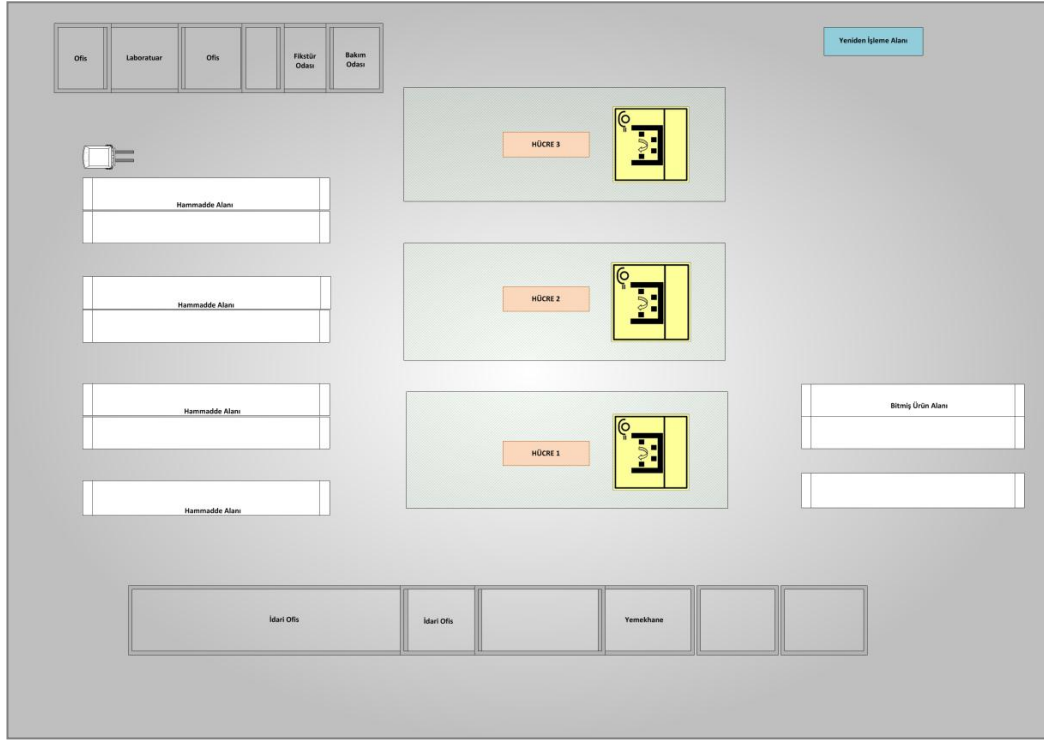 Ofis
Laboratuar
Ofis
Fikstür
Odası
Bakım
Odası
Yeniden İşleme Alanı
HÜCRE 3
Hammadde Alanı
HÜCRE 2
Hammadde Alanı
Hammadde Alanı
Bitmiş Ürün Alanı
HÜCRE 1
Hammadde Alanı
İdari Ofis
İdari Ofis
Yemekhane